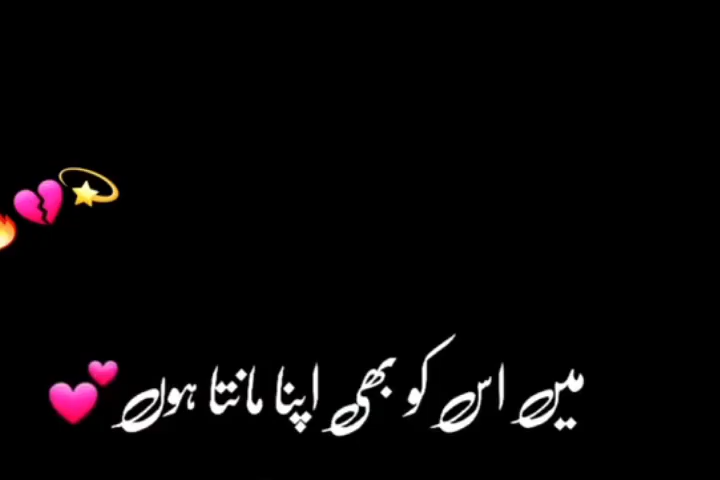 میں اس کو بھی اپنا مانتا ہوں 💕